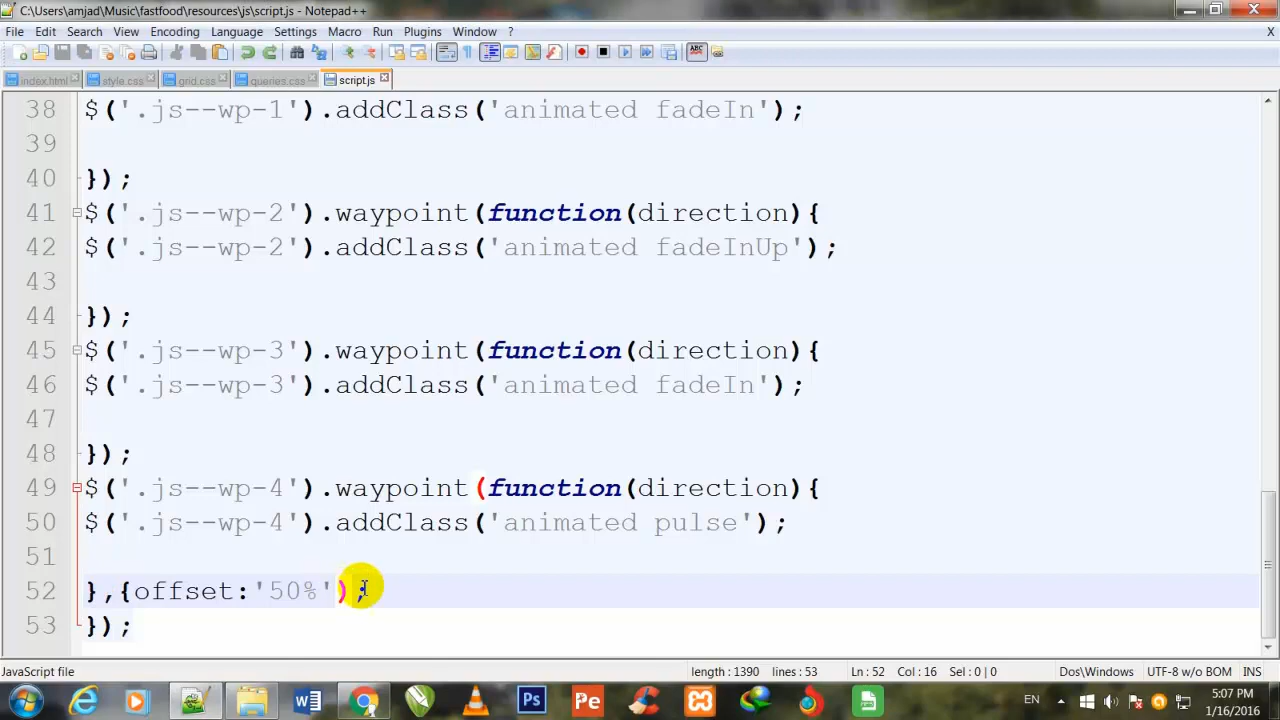 C:\Users\amjad\Music\fastfood\resources\js\script.js - Notepad++
File Edit Search View Encoding Language Settings Macro Run Plugins Window ? X
index.html style.css grid.css queries.css script.js
38 $('.js--wp-1').addClass('animated fadeIn');
39
40 });
41 $('.js--wp-2').waypoint(function(direction){
42 $('.js--wp-2').addClass('animated fadeInUp');
43
44 });
45 $('.js--wp-3').waypoint(function(direction){
46 $('.js--wp-3').addClass('animated fadeIn');
47
48 });
49 $('.js--wp-4').waypoint(function(direction){
50 $('.js--wp-4').addClass('animated pulse');
51
52 },{offset:'50%');
53 });
JavaScript file length : 1390 lines : 53 Ln : 52 Col : 16 Sel : 0 | 0 Dos\Windows UTF-8 w/o BOM INS
W Ps Pe EN 5:07 PM
1/16/2016